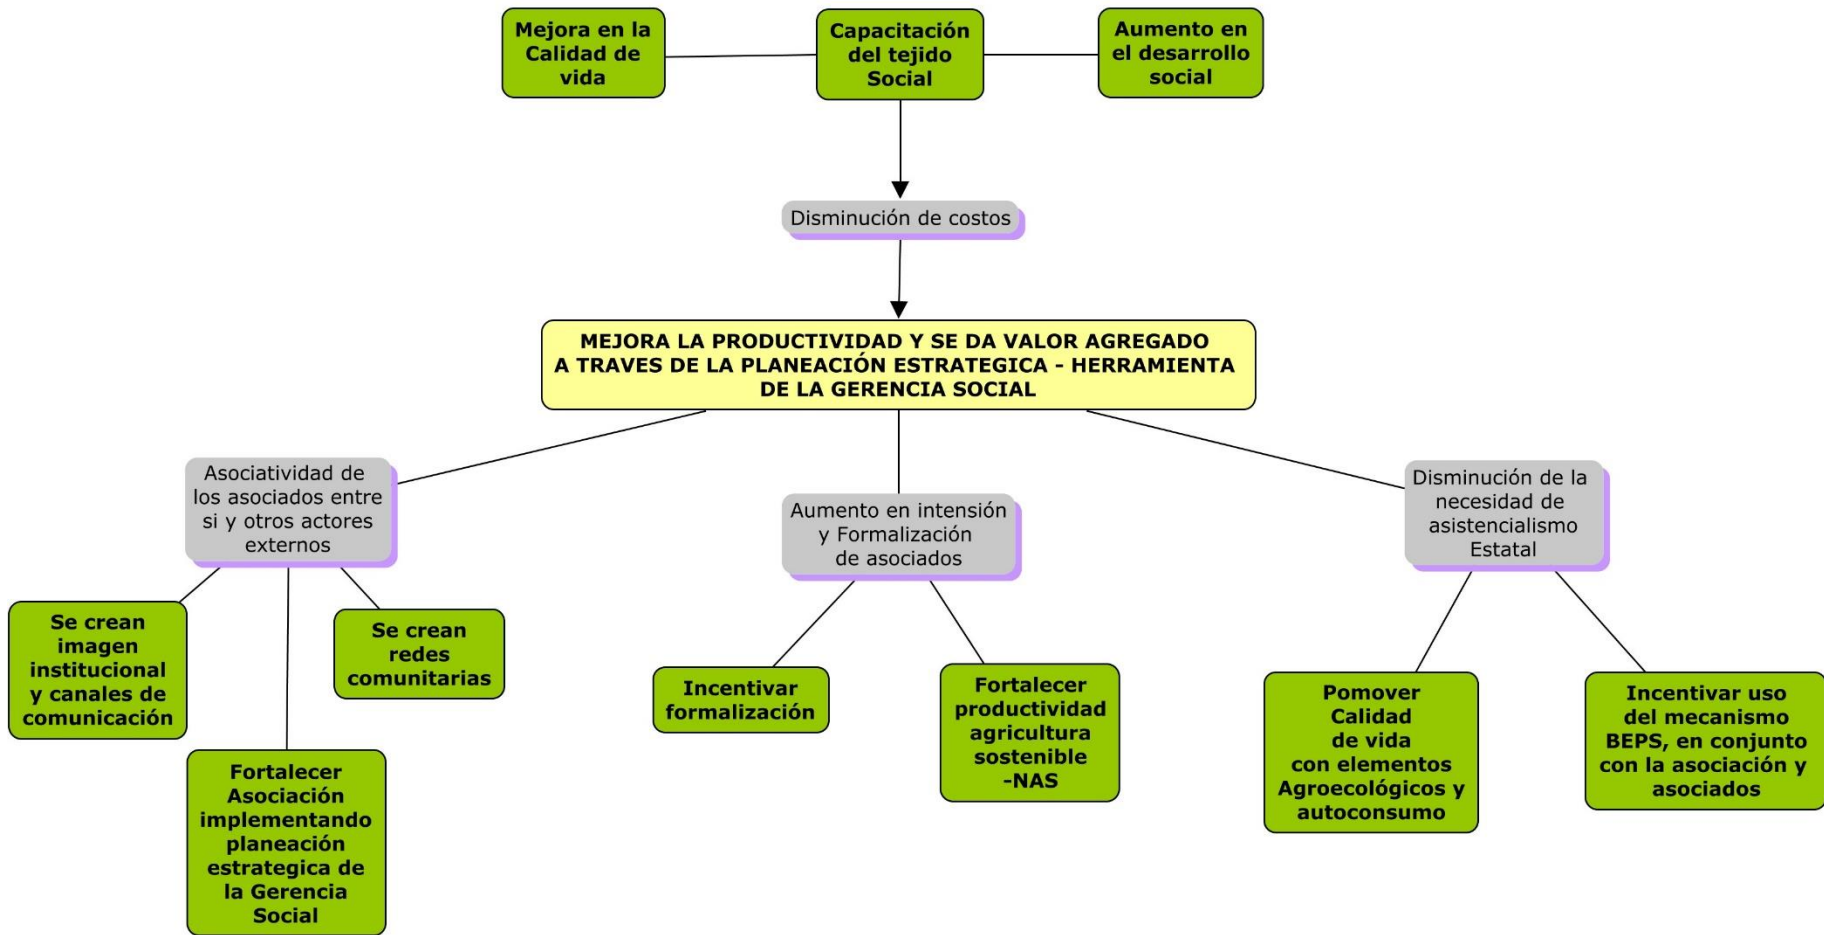 Mejora en la
Calidad de
vida
Capacitación
del tejido
Social
Aumento en
el desarrollo
social
Disminución de costos
MEJORA LA PRODUCTIVIDAD Y SE DA VALOR AGREGADO
A TRAVES DE LA PLANEACIÓN ESTRATEGICA - HERRAMIENTA
DE LA GERENCIA SOCIAL
Asociatividad de
los asociados entre
si y otros actores
externos
Aumento en intensión
y Formalización
de asociados
Disminución de la
necesidad de
asistencialismo
Estatal
Se crean
imagen
institucional
y canales de
comunicación
Fortalecer
Asociación
implementando
planeación
estrategica de
la Gerencia
Social
Se crean
redes
comunitarias
Incentivar
formalización
Fortalecer
productividad
agricultura
sostenible
-NAS
Pomover
Calidad
de vida
con elementos
Agroecológicos y
autoconsumo
Incentivar uso
del mecanismo
BEPS, en conjunto
con la asociación y
asociados